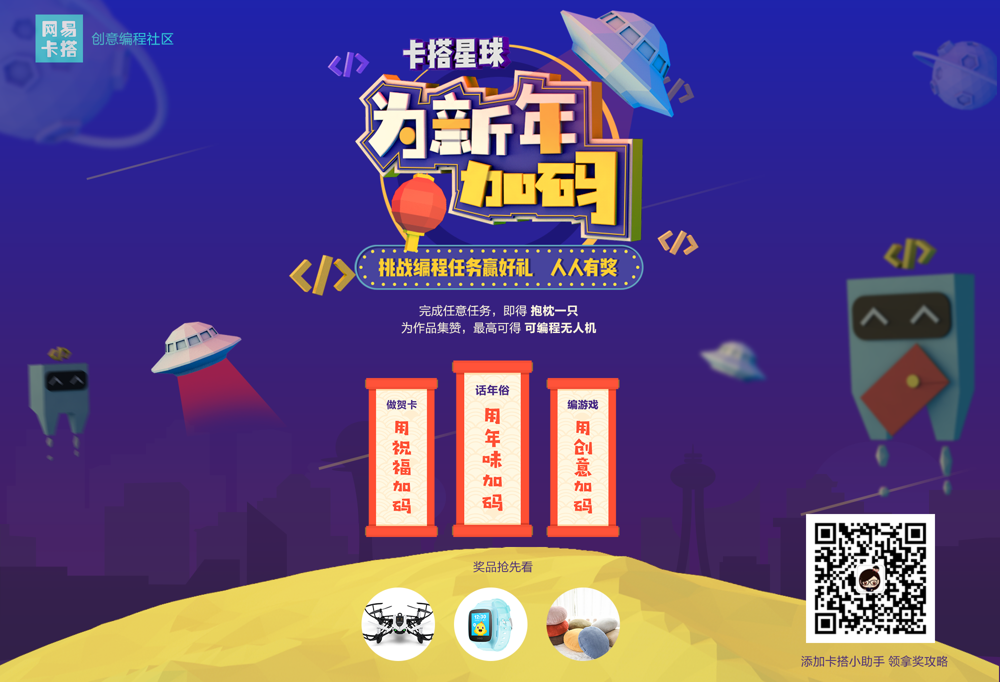 网易
卡搭
创意编程社区
卡搭星球
为新年
加码
挑战编程任务赢好礼 人人有奖
完成任意任务，即得 抱枕一只
为作品集赞，最高可得 可编程无人机
做贺卡
用祝福加码
话年俗
用年味加码
编游戏
用创意加码
奖品抢先看
12:30
添加卡搭小助手 领拿奖攻略